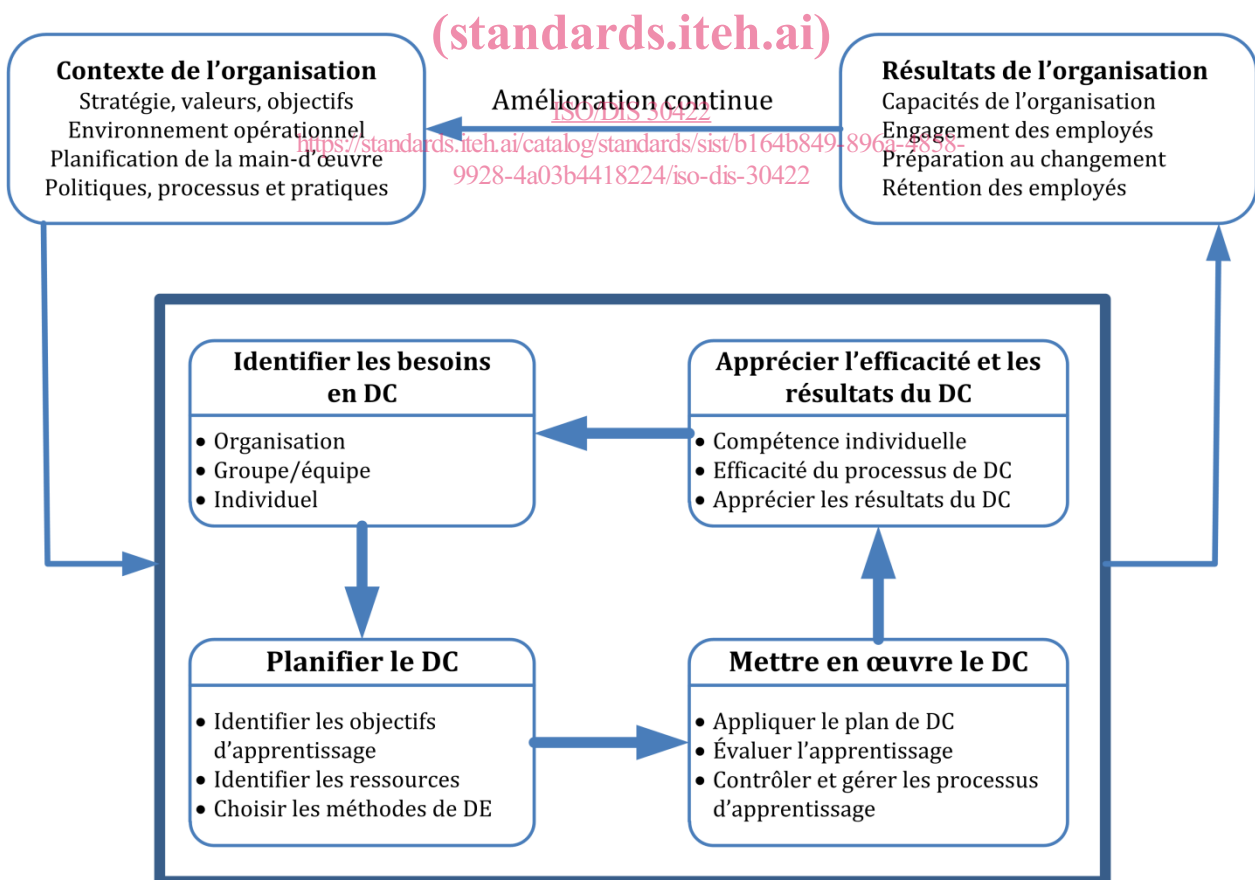 (standards.iteh.ai)
Contexte de l’organisation
Stratégie, valeurs, objectifs
Environnement opérationnel
Planification de la main-d’œuvre
Politiques, processus et pratiques
Amélioration continue
ISO/DIS 30422
https://standards.iteh.ai/catalog/standards/sist/b164b849-896a-4858-
9928-4a03b4418224/iso-dis-30422
Résultats de l’organisation
Capacités de l’organisation
Engagement des employés
Préparation au changement
Rétention des employés
Identifier les besoins
en DC
• Organisation
• Groupe/équipe
• Individuel
Apprécier l’efficacité et les
résultats du DC
• Compétence individuelle
• Efficacité du processus de DC
• Apprécier les résultats du DC
Planifier le DC
• Identifier les objectifs
d’apprentissage
• Identifier les ressources
• Choisir les méthodes de DE
Mettre en œuvre le DC
• Appliquer le plan de DC
• Évaluer l’apprentissage
• Contrôler et gérer les processus
d’apprentissage